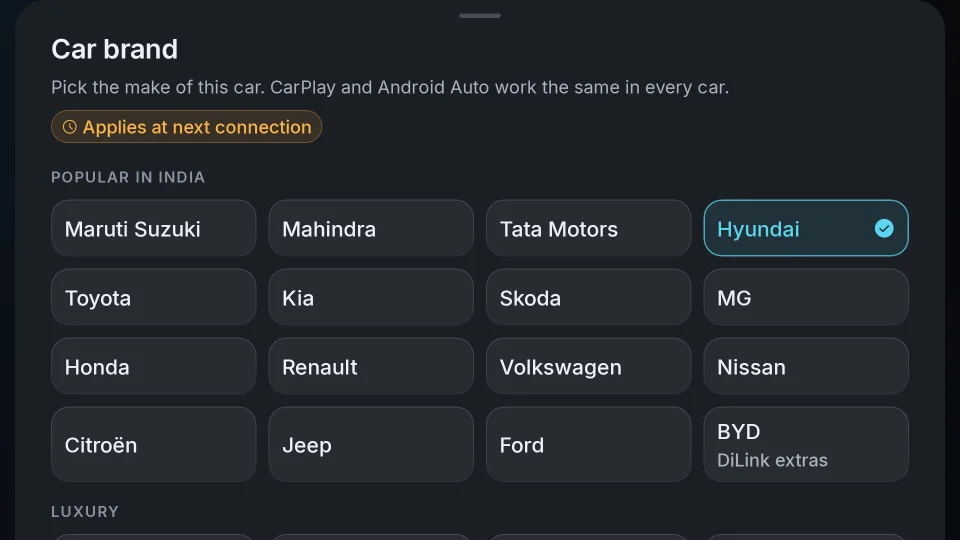 Car brand
Pick the make of this car. CarPlay and Android Auto work the same in every car.
Applies at next connection
POPULAR IN INDIA
Maruti Suzuki
Mahindra
Tata Motors
Hyundai
Toyota
Kia
Skoda
MG
Honda
Renault
Volkswagen
Nissan
Citroën
Jeep
Ford
BYD
DiLink extras
LUXURY